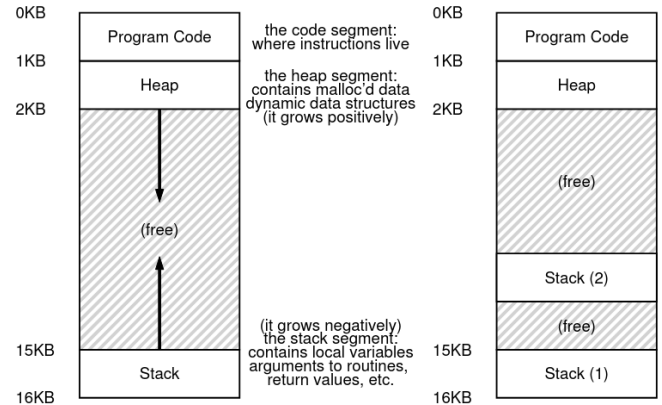 0KB
Program Code
the code segment:
where instructions live
1KB
Heap
the heap segment:
contains malloc'd data
dynamic data structures
(it grows positively)
2KB
(free)
(it grows negatively)
the stack segment:
contains local variables
arguments to routines,
return values, etc.
15KB
Stack
16KB
0KB
Program Code
1KB
Heap
2KB
(free)
Stack (2)
(free)
15KB
Stack (1)
16KB